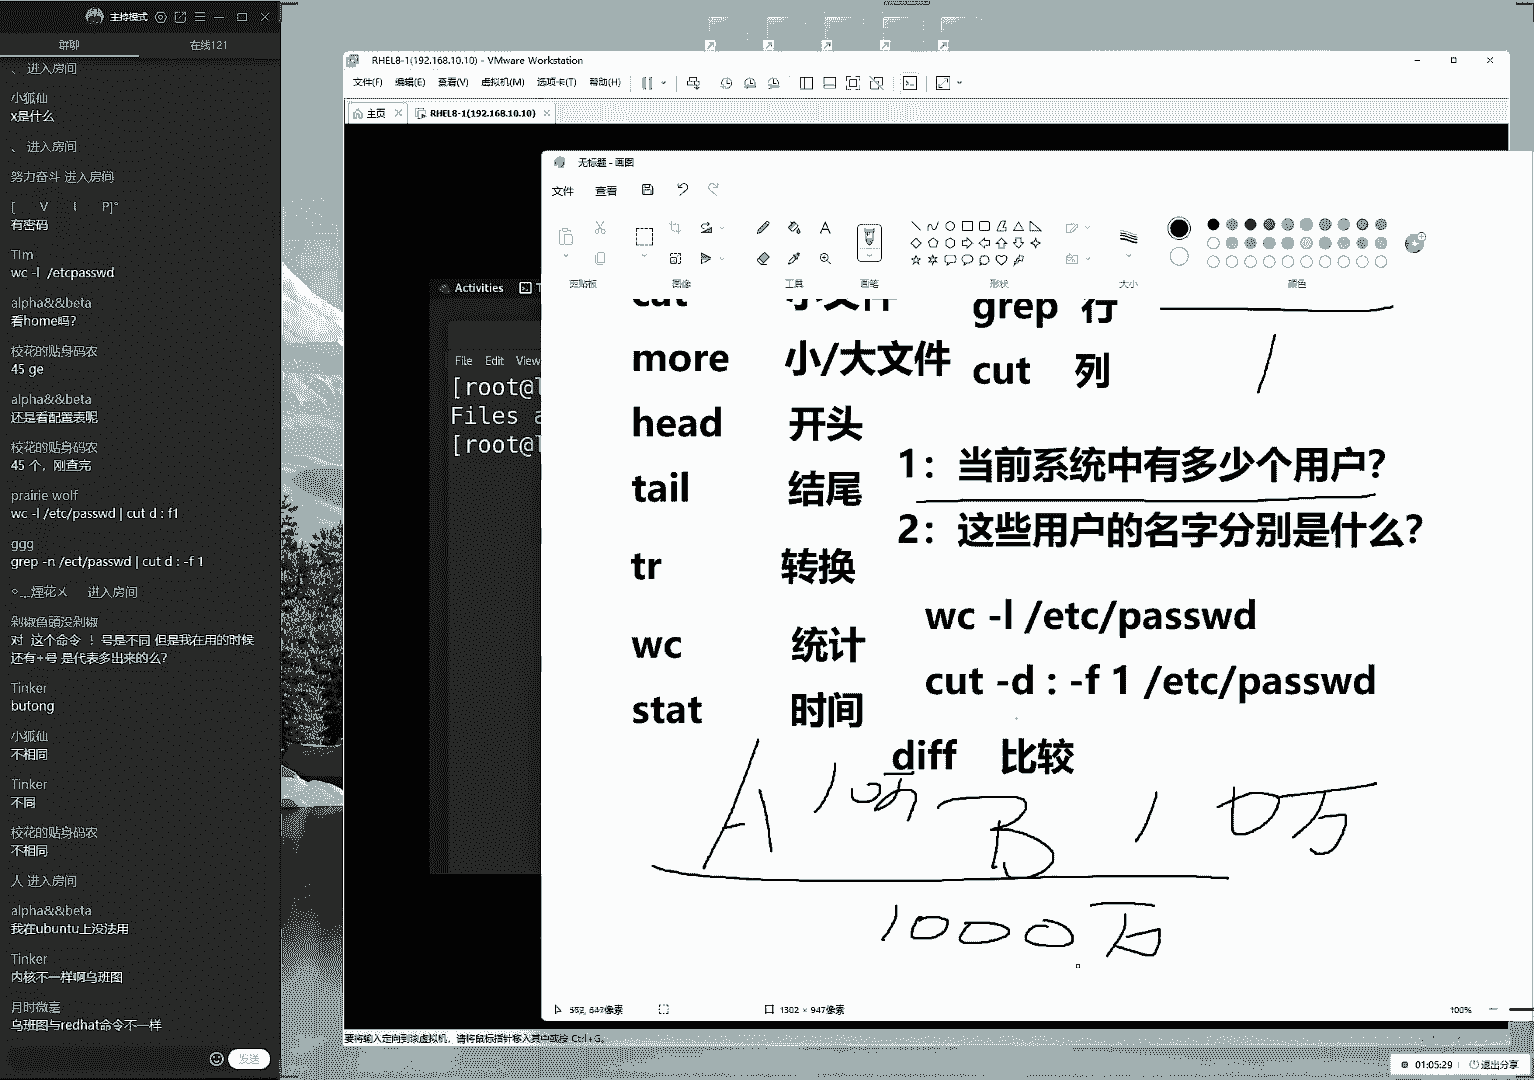 主持模式
群聊
在线121
、 进入房间
小狐仙
x是什么
、 进入房间
努力奋斗 进入房间
[ V I P]°
有密码
TIm
wc -l /etcpasswd
alpha&&beta
看home吗?
校花的贴身码农
45 ge
alpha&&beta
还是看配置表呢
校花的贴身码农
45 个，刚查完
prairie wolf
wc -l /etc/passwd | cut d : f1
ggg
grep -n /ect/passwd | cut d : -f 1
进入房间
剁椒鱼頭没剁椒
对 这个命令 ！号是不同 但是我在用的时候
还有+号 是代表多出来的么?
Tinker
butong
小狐仙
不相同
Tinker
不同
校花的贴身码农
不相同
人 进入房间
alpha&&beta
我在ubuntu上没法用
Tinker
内核不一样啊乌班图
月时微毫
乌班图与redhat命令不一样
发送
RHEL8-1(192.168.10.10) - VMware Workstation
文件(F) 编辑(E) 查看(V) 虚拟机(M) 选项卡(T) 帮助(H)
主页
RHEL8-1(192.168.10.10)
Activities
File Edit View
[root@l
Files a
[root@l
无标题 - 画图
文件 查看
剪贴板 图像 工具 画笔 形状 大小 颜色
cat 小文件
grep 行
more 小/大文件
cut 列
head 开头
1：当前系统中有多少个用户?
tail 结尾
2：这些用户的名字分别是什么?
tr 转换
wc -l /etc/passwd
wc 统计
cut -d : -f 1 /etc/passwd
stat 时间
diff 比较
A B
1000万
1302 × 947像素
100%
要将输入定向到该虚拟机，请将鼠标指针移入其中或按 Ctrl+G。
01:05:29
退出分享